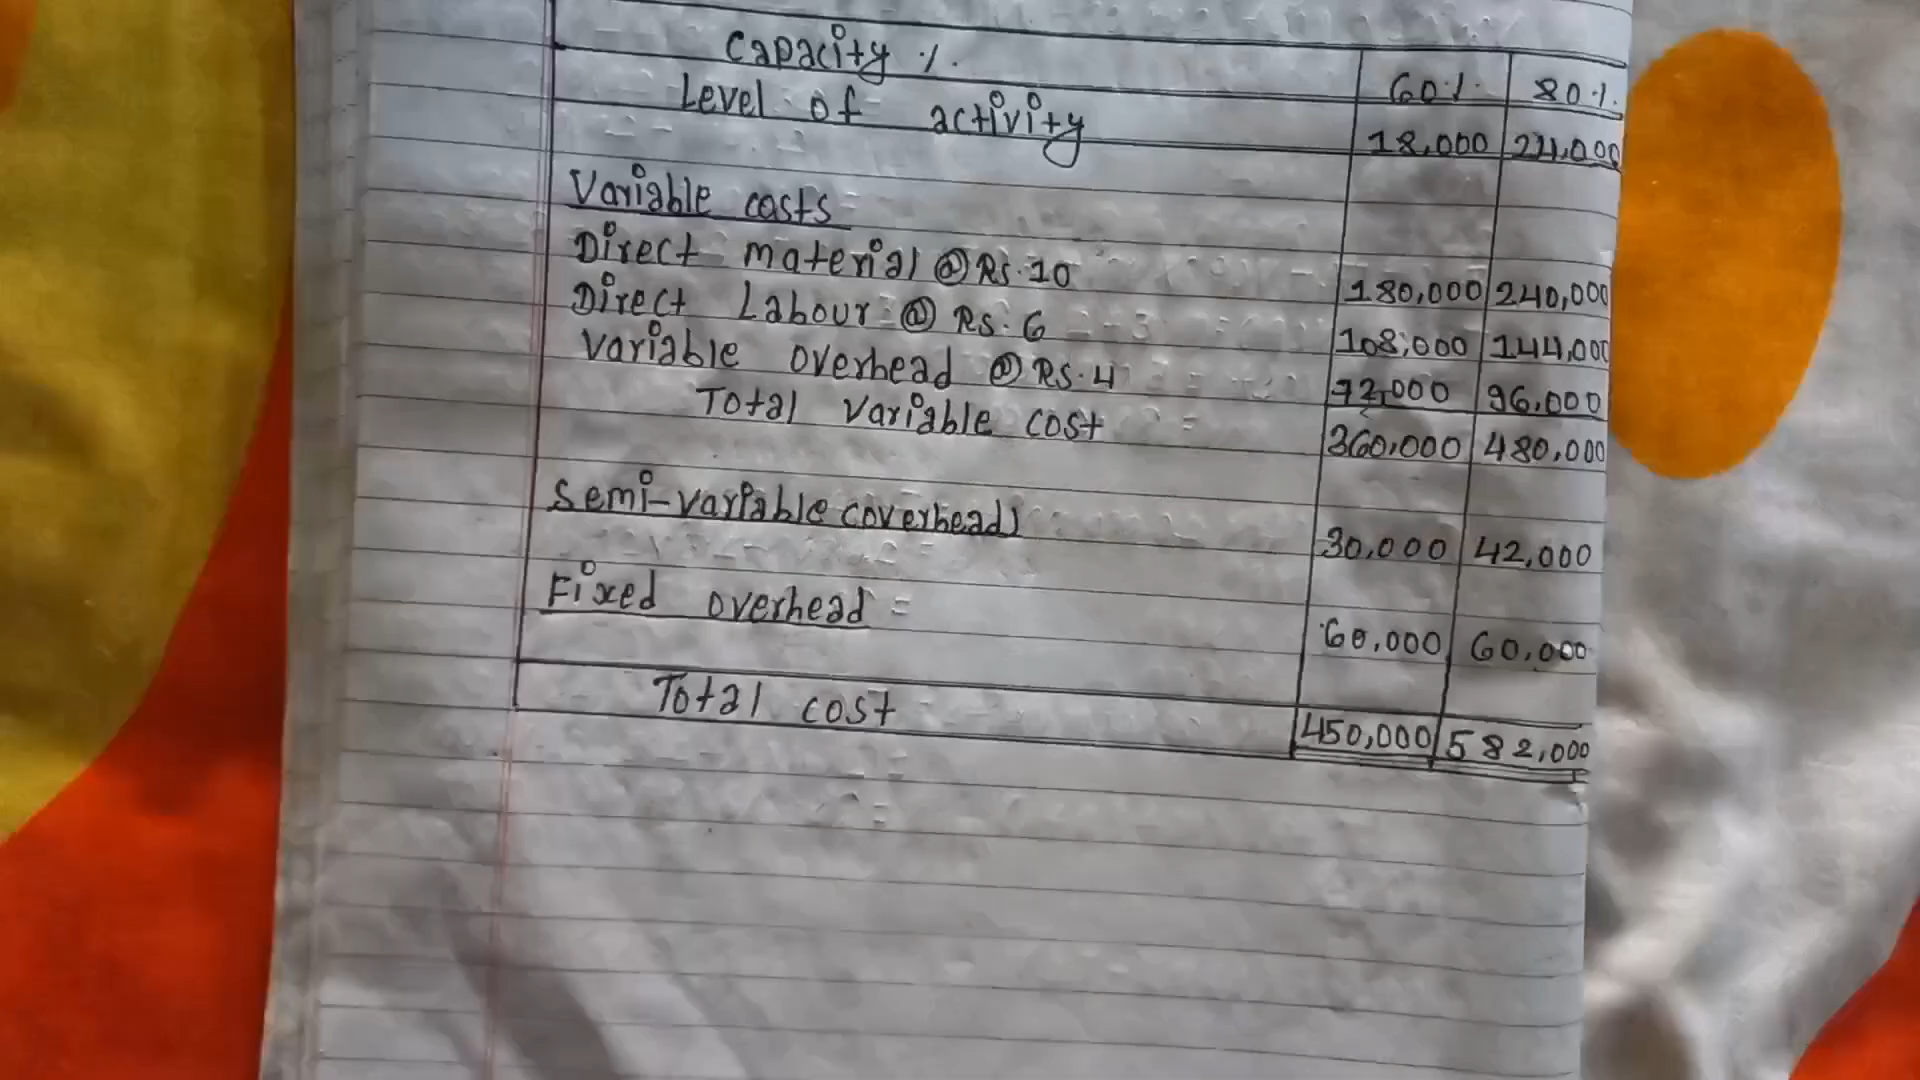 Capacity %. 60%. 80%.
Level of activity 18,000 24,000
Variable costs
Direct material @ Rs. 10 180,000 240,000
Direct Labour @ Rs. 6 108,000 144,000
Variable overhead @ Rs. 4 72,000 96,000
Total Variable cost 360,000 480,000
Semi-variable (overhead) 30,000 42,000
Fixed overhead = 60,000 60,000
Total cost 450,000 582,000